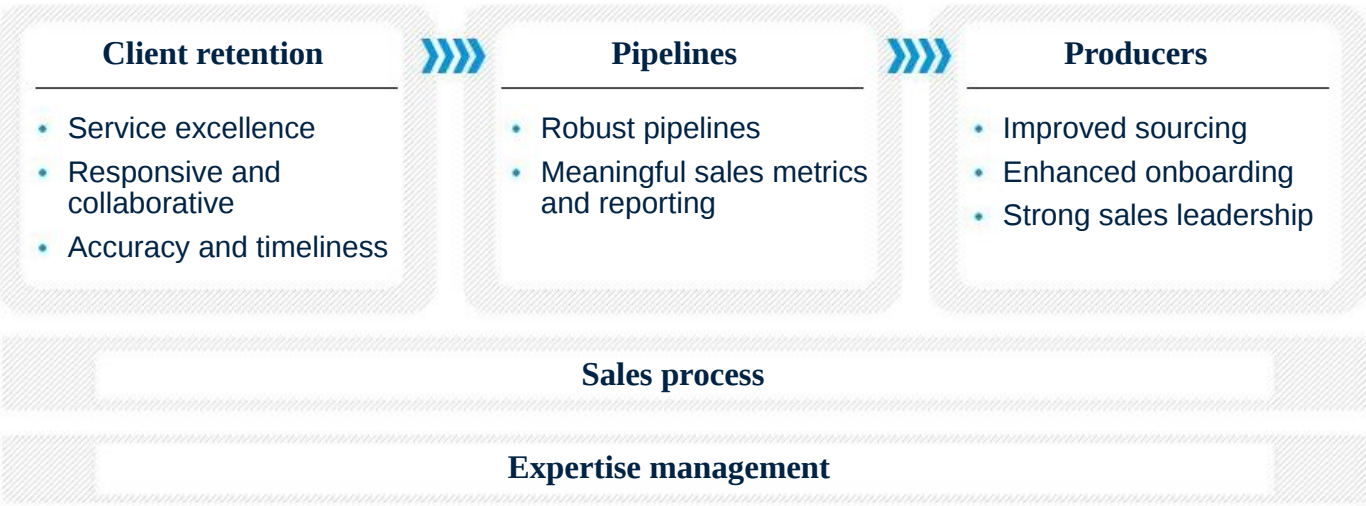 Client retention
Service excellence
Responsive and
collaborative
Accuracy and timeliness
Pipelines
Robust pipelines
Meaningful sales metrics
and reporting
Producers
Improved sourcing
Enhanced onboarding
Strong sales leadership
Sales process
Expertise management